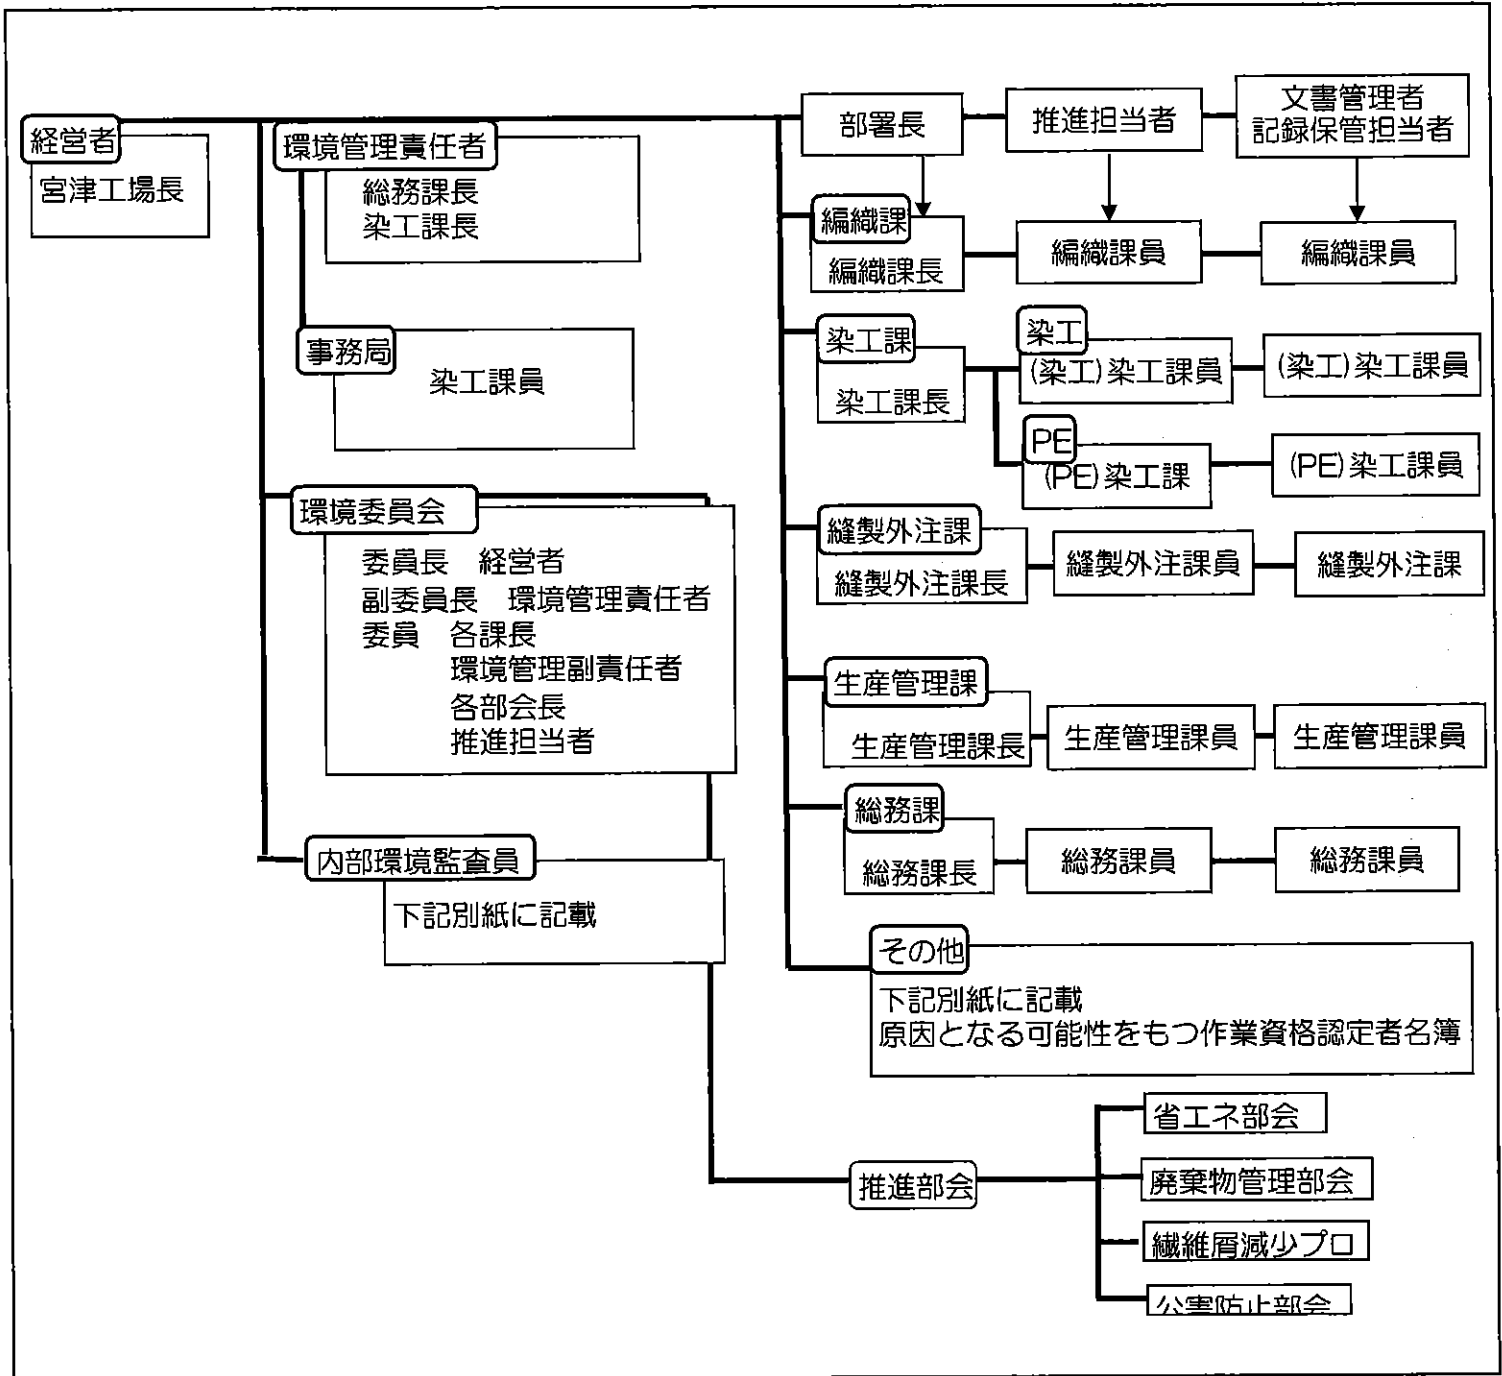 経営者
宮津工場長
環境管理責任者
総務課長
染工課長
事務局
染工課員
環境委員会
委員長　経営者
副委員長　環境管理責任者
委員　各課長
環境管理副責任者
各部会長
推進担当者
内部環境監査員
下記別紙に記載
部署長
推進担当者
文書管理者
記録保管担当者
編織課
編織課長
編織課員
編織課員
染工課
染工課長
染工
(染工)染工課員
(染工)染工課員
PE
(PE)染工課
(PE)染工課員
縫製外注課
縫製外注課長
縫製外注課員
縫製外注課
生産管理課
生産管理課長
生産管理課員
生産管理課員
総務課
総務課長
総務課員
総務課員
その他
下記別紙に記載
原因となる可能性をもつ作業資格認定者名簿
推進部会
省エネ部会
廃棄物管理部会
繊維屑減少プロ
公害防止部会